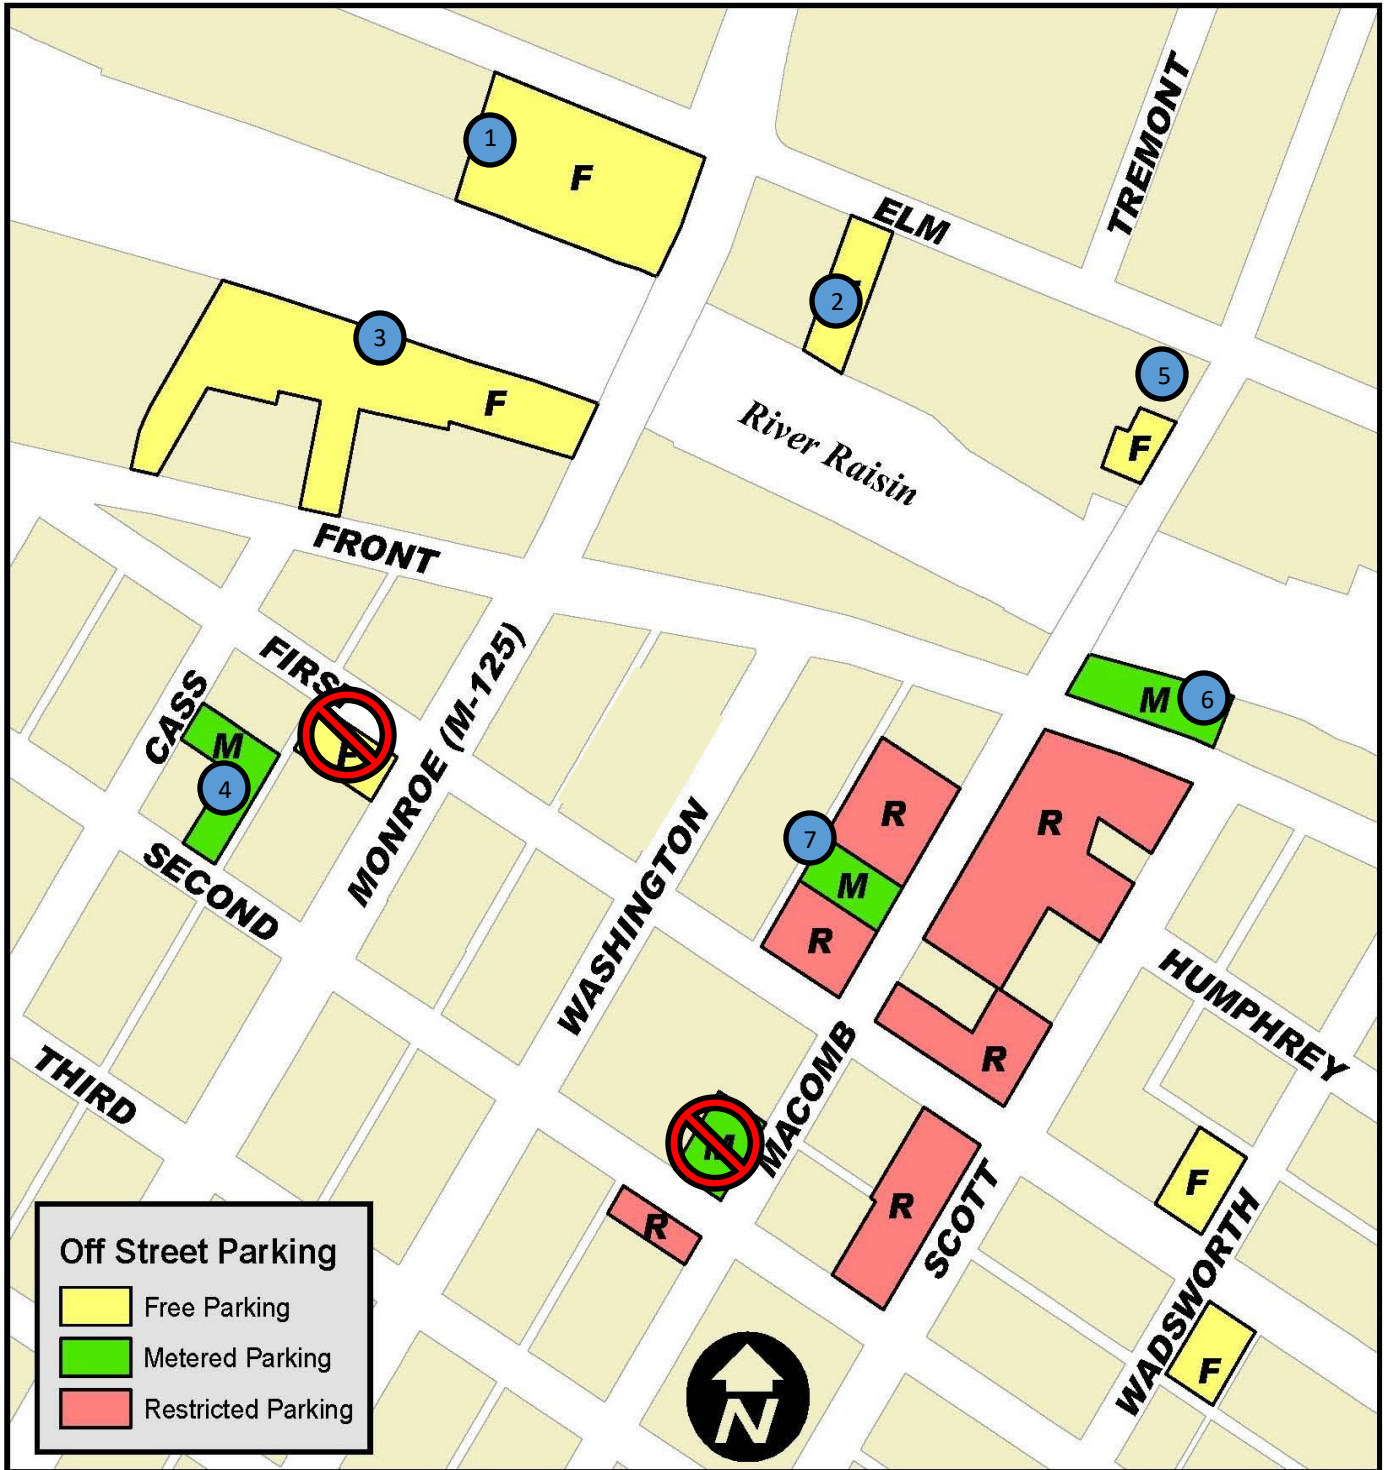 1
F
TREMONT
ELM
2
3
F
5
F
River Raisin
FRONT
FIRST
CASS
M
4
F
MONROE (M-125)
SECOND
M
6
R
R
7
M
R
WASHINGTON
HUMPHREY
THIRD
MACOMB
R
M
R
R
SCOTT
F
WADSWORTH
F
Off Street Parking
Free Parking
Metered Parking
Restricted Parking
N